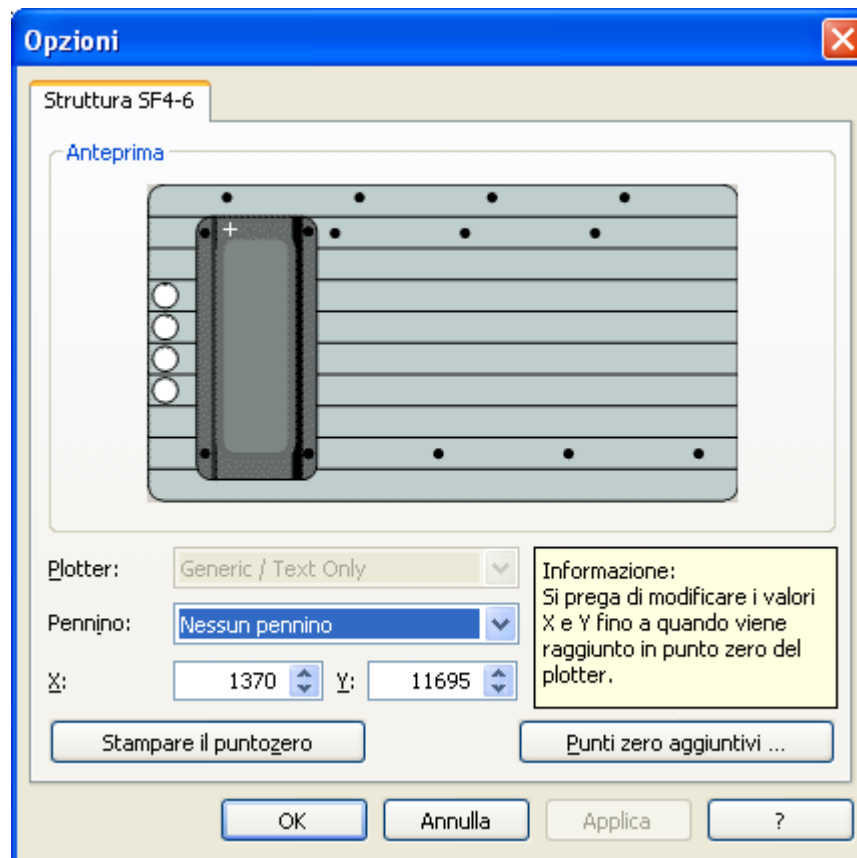 Opzioni
Struttura SF4-6
Anteprima
Plotter: Generic / Text Only
Pennino: Nessun pennino
X: 1370 Y: 11695
Informazione:
Si prega di modificare i valori
X e Y fino a quando viene
raggiunto in punto zero del
plotter.
Stampare il puntozero
Punti zero aggiuntivi ...
OK
Annulla
Applica
?